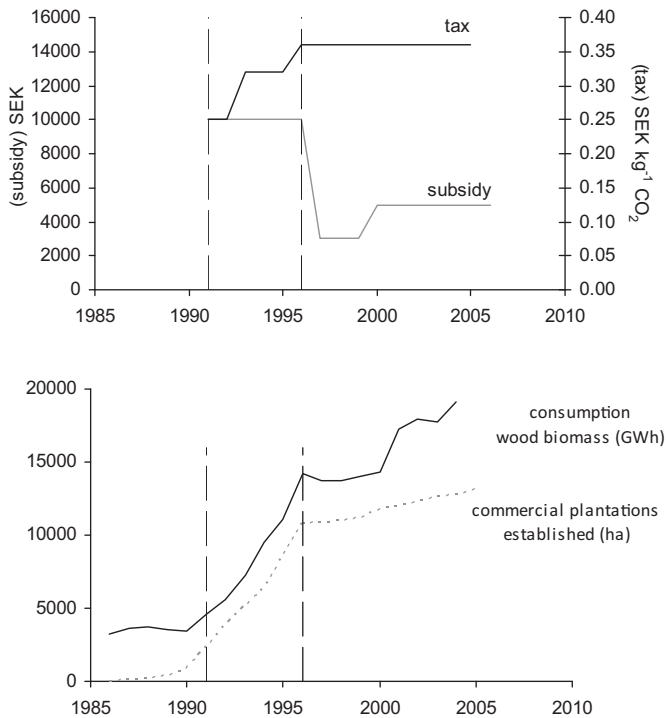 16000
14000
12000
10000
8000
6000
4000
2000
0
(subsidy) SEK
0.40
0.35
0.30
0.25
0.20
0.15
0.10
0.05
0.00
(tax) SEK kg⁻¹ CO₂
tax
subsidy
1985 1990 1995 2000 2005 2010
20000
15000
10000
5000
0
consumption
wood biomass (GWh)
commercial plantations
established (ha)
1985 1990 1995 2000 2005 2010